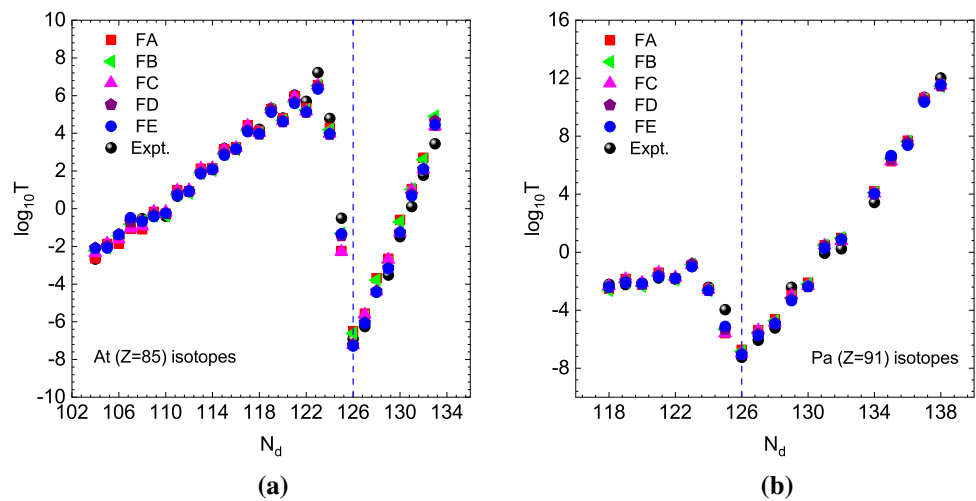 10
8
6
4
2
0
-2
-4
-6
-8
-10
log10T
FA
FB
FC
FD
FE
Expt.
At (Z=85) isotopes
102 106 110 114 118 122 126 130 134
Nd
(a)
16
12
8
4
0
-4
-8
log10T
FA
FB
FC
FD
FE
Expt.
Pa (Z=91) isotopes
118 122 126 130 134 138
Nd
(b)